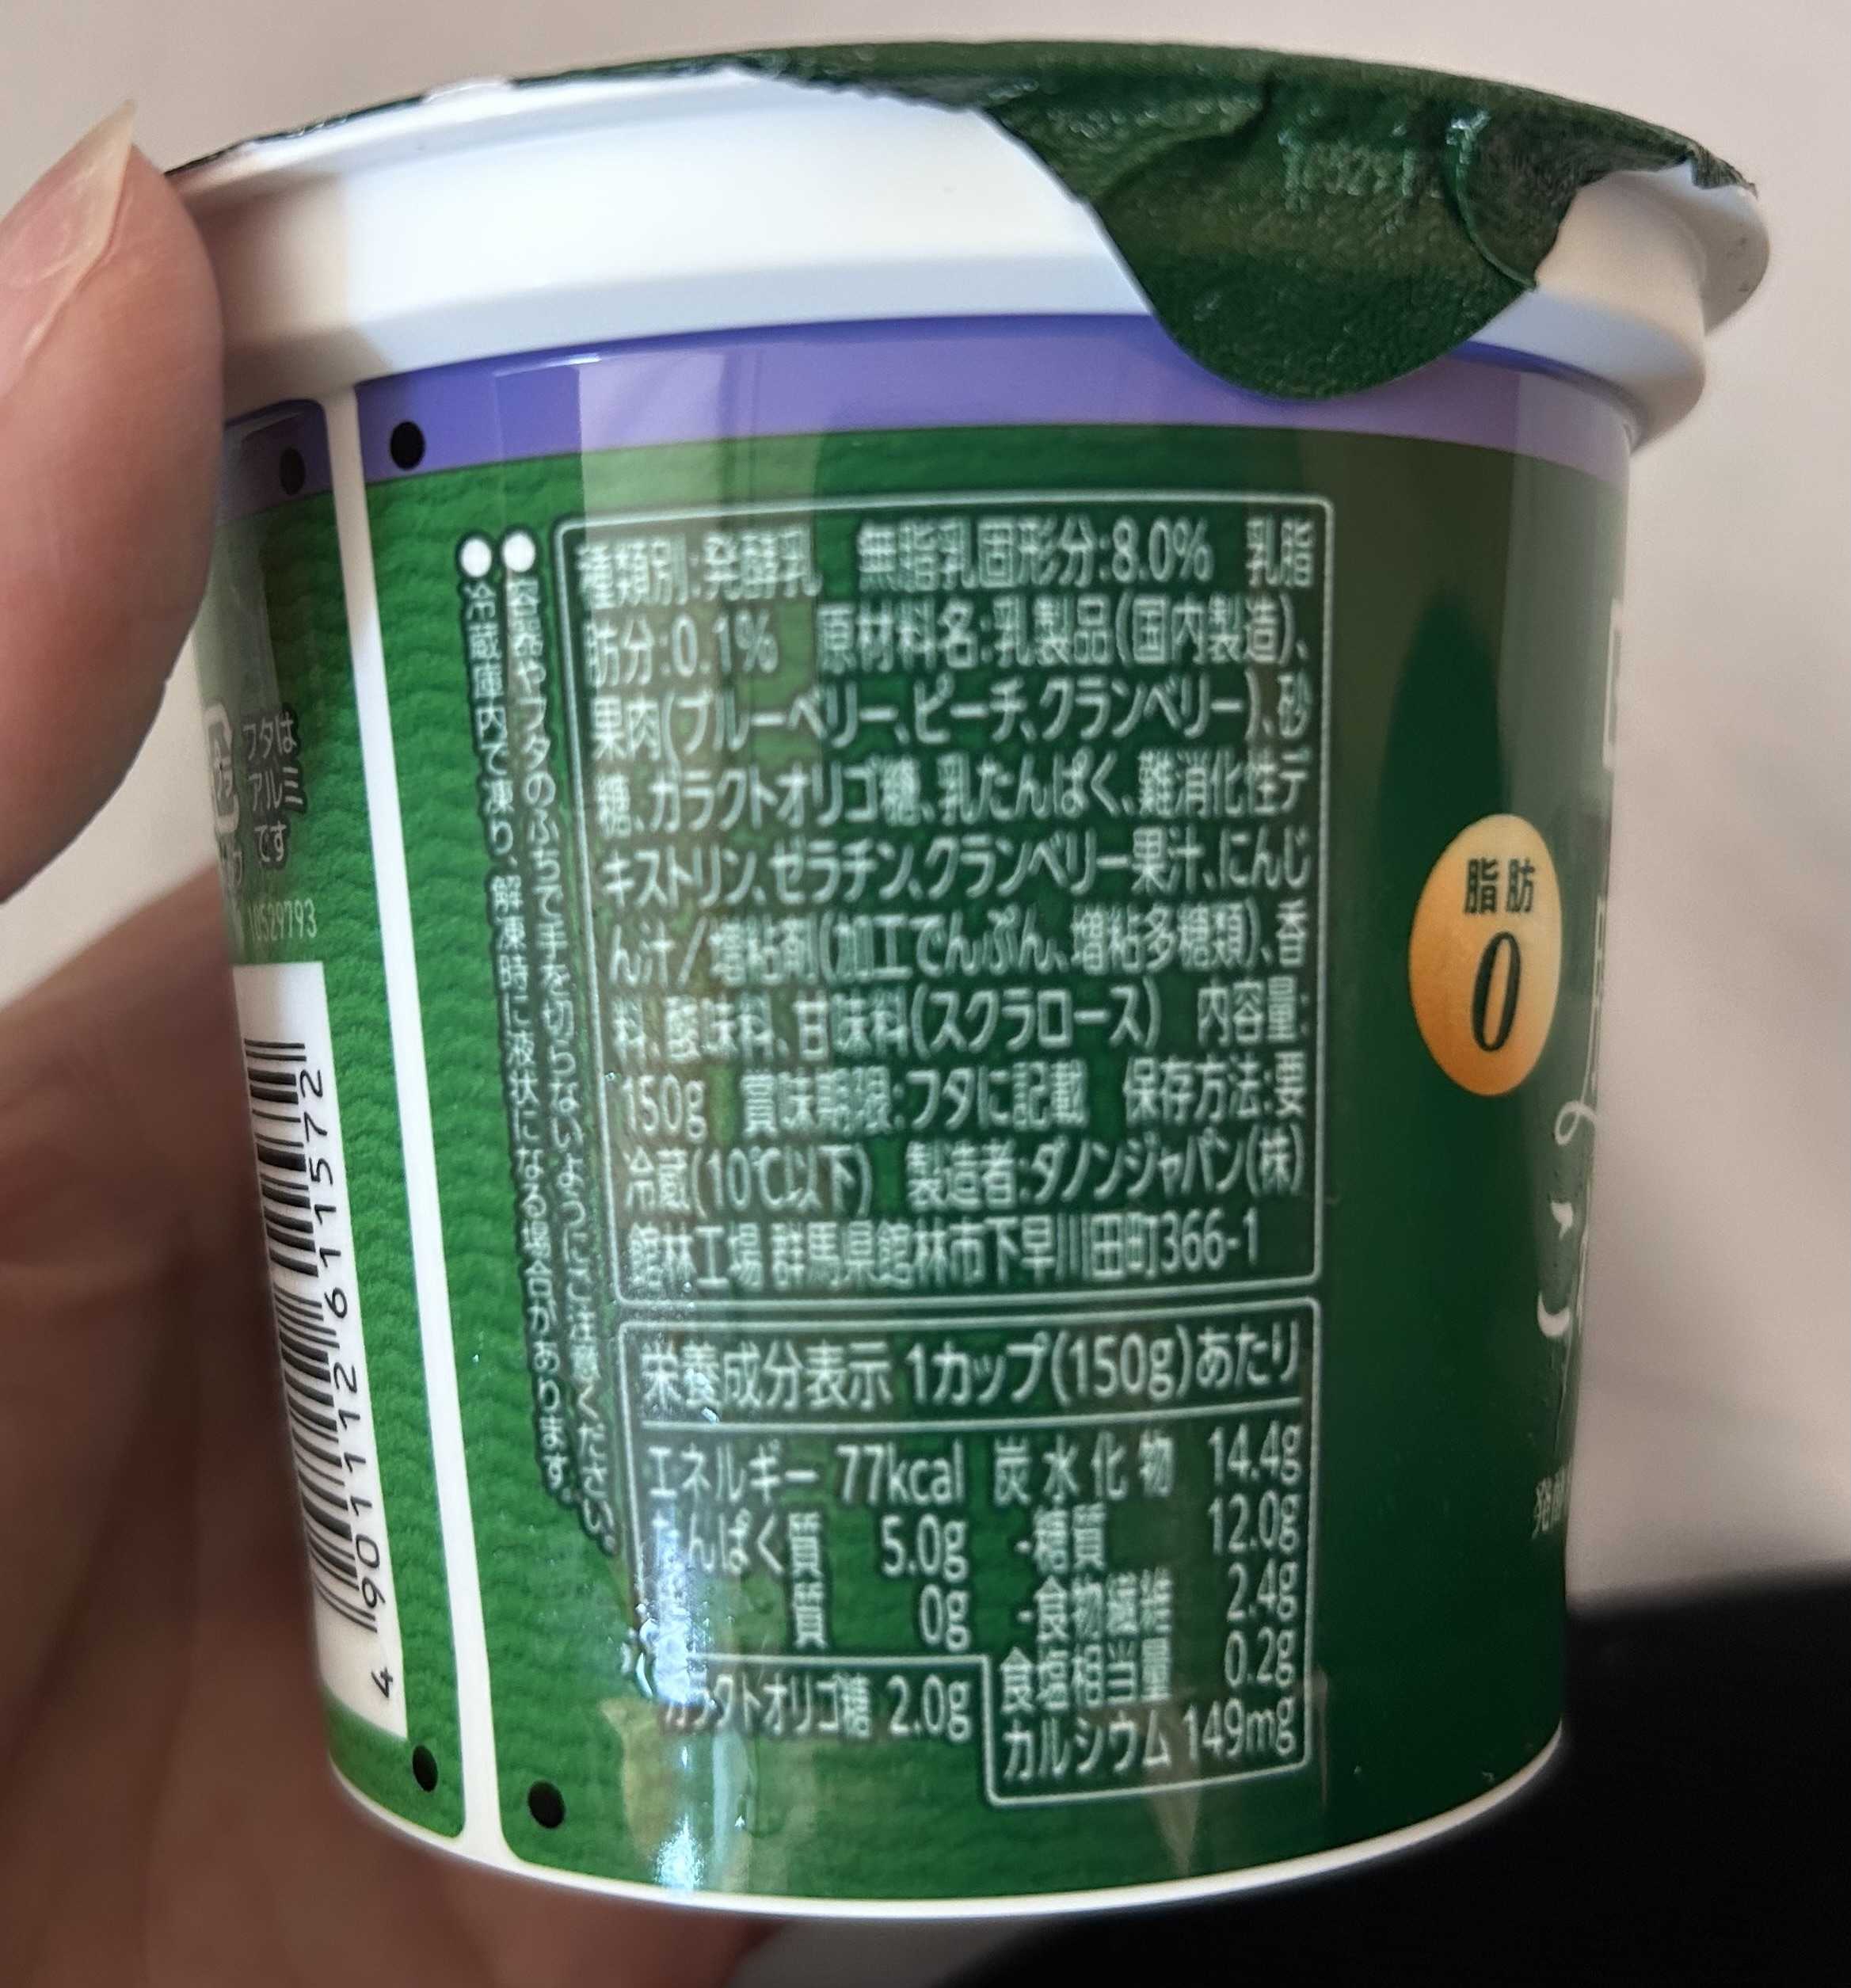 種類別:発酵乳 無脂乳固形分:8.0% 乳脂
肪分:0.1% 原材料名:乳製品(国内製造)、
果肉(ブルーベリー、ピーチ、クランベリー)、砂
糖、ガラクトオリゴ糖、乳たんぱく、難消化性デ
キストリン、ゼラチン、クランベリー果汁、にんじ
ん汁/増粘剤(加工でんぷん、増粘多糖類)、香
料、酸味料、甘味料(スクラロース) 内容量:
150g 賞味期限:フタに記載 保存方法:要
冷蔵(10℃以下) 製造者:ダノンジャパン(株)
館林工場 群馬県館林市下早川田町366-1
●容器やフタのふちで手を切らないようにご注意ください。
●冷蔵庫内で凍り、解凍時に液状になる場合があります。
栄養成分表示 1カップ(150g)あたり
エネルギー 77kcal 炭水化物 14.4g
んぱく質 5.0g ・糖質 12.0g
質 0g ・食物繊維 2.4g
食塩相当量 0.2g
ラクトオリゴ糖 2.0g
カルシウム 149mg
脂肪
0
フタは
アルミ
です
10529793
4 901112 611572